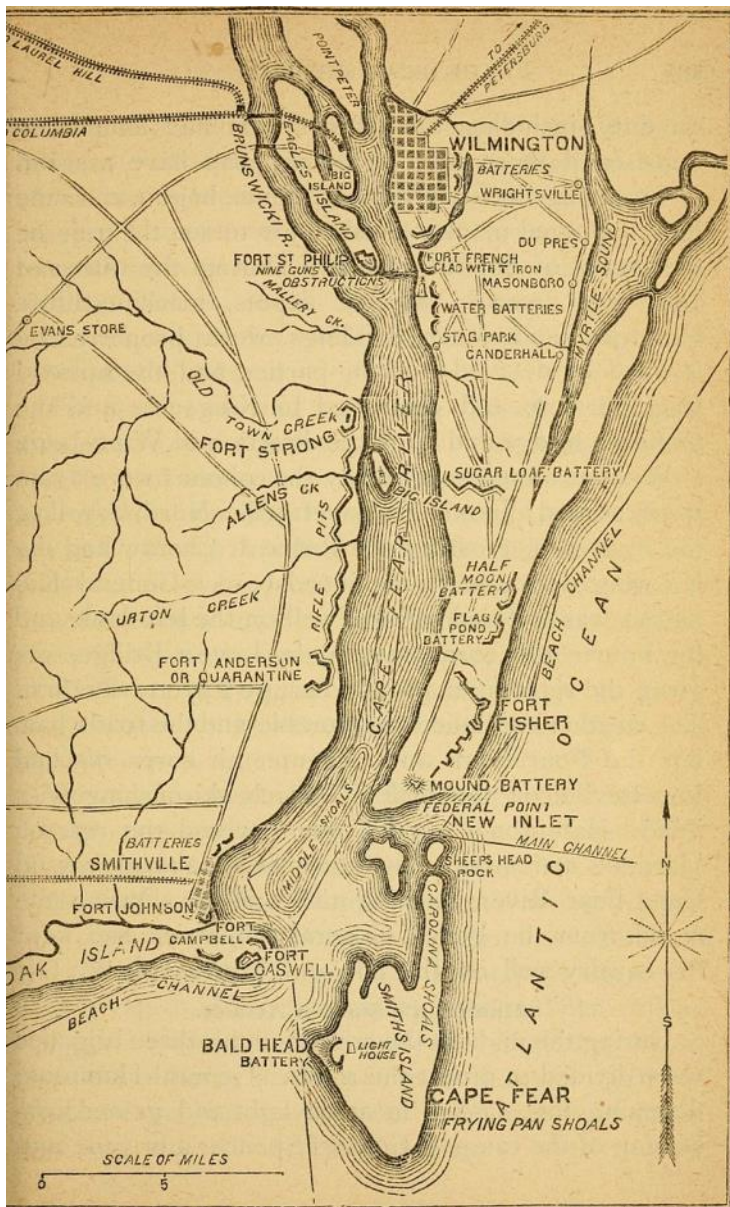 LAUREL HILL
TO
PETERSBURG
POINT PETER
COLUMBIA
BRUNSWICK R.
EAGLES ISLAND
BIG
ISLAND
WILMINGTON
BATTERIES
WRIGHTSVILLE
DU PRES
FORT ST PHILIP
NINE GUNS
OBSTRUCTIONS
FORT FRENCH
CLAD WITH T IRON
MASONBORO
MALLERY CK.
WATER BATTERIES
MYRTLE SOUND
EVANS STORE
STAG PARK
CANDERHALL
OLD
TOWN CREEK
FORT STRONG
CAPE FEAR RIVER
SUGAR LOAF BATTERY
ALLENS CK
BIG ISLAND
RIFLE PITS
HALF
MOON
BATTERY
ORTON CREEK
FLAG
POND
BATTERY
BEACH CHANNEL
FORT ANDERSON
OR QUARANTINE
FORT
FISHER
MOUND BATTERY
FEDERAL POINT
NEW INLET
MAIN CHANNEL
MIDDLE SHOALS
BATTERIES
SMITHVILLE
SHEEPS HEAD
ROCK
N
FORT JOHNSON
FORT
CAMPBELL
OAK ISLAND
FORT
CASWELL
CAROLINA SHOALS
BEACH CHANNEL
SMITHS ISLAND
BALD HEAD
BATTERY
LIGHT
HOUSE
S
ATLANTIC OCEAN
CAPE FEAR
FRYING PAN SHOALS
SCALE OF MILES
0 5